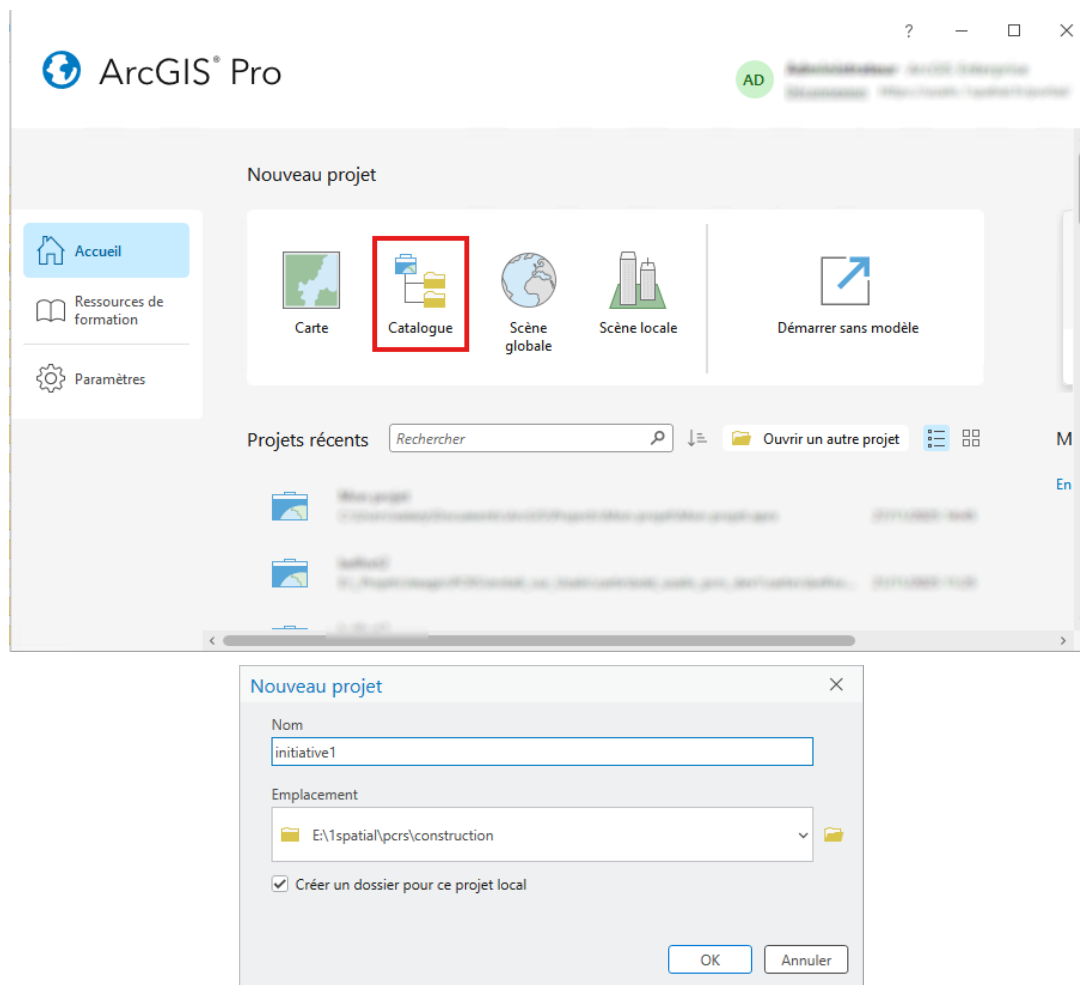 ?
ArcGIS® Pro
AD
Nouveau projet
Accueil
Ressources de
formation
Paramètres
Carte
Catalogue
Scène
globale
Scène locale
Démarrer sans modèle
Projets récents
Rechercher
Ouvrir un autre projet
M
En
Nouveau projet
Nom
initiative1
Emplacement
E:\1spatial\pcrs\construction
Créer un dossier pour ce projet local
OK
Annuler